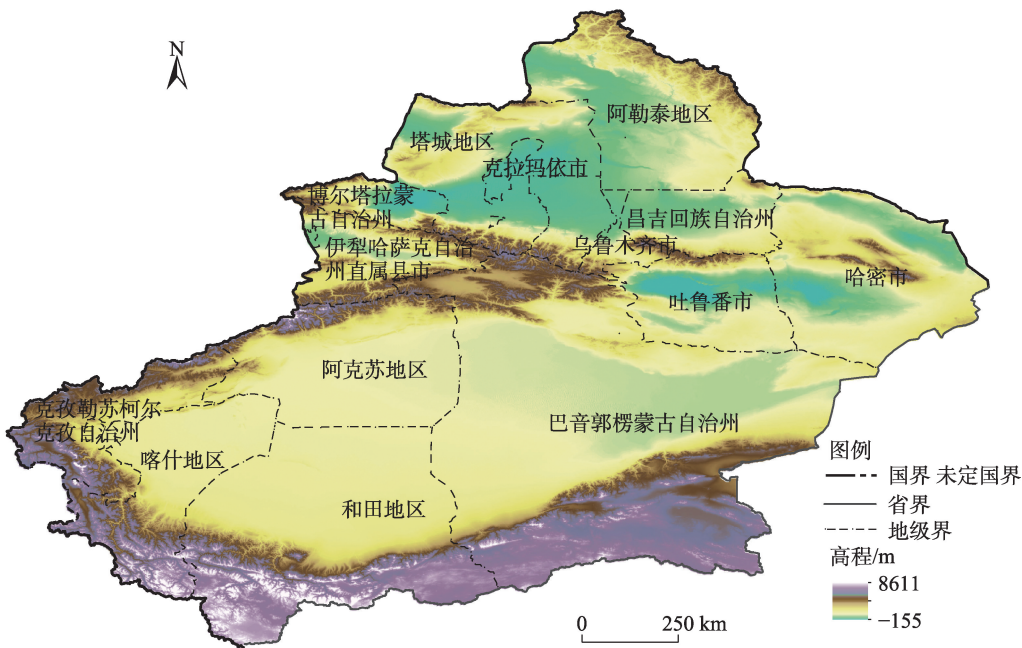 N
阿勒泰地区
塔城地区
克拉玛依市
博尔塔拉蒙
古自治州
昌吉回族自治州
伊犁哈萨克自治
州直属县市
乌鲁木齐市
哈密市
吐鲁番市
阿克苏地区
克孜勒苏柯尔
克孜自治州
巴音郭楞蒙古自治州
喀什地区
和田地区
图例
国界 未定国界
省界
地级界
高程/m
8611
−155
0 250 km